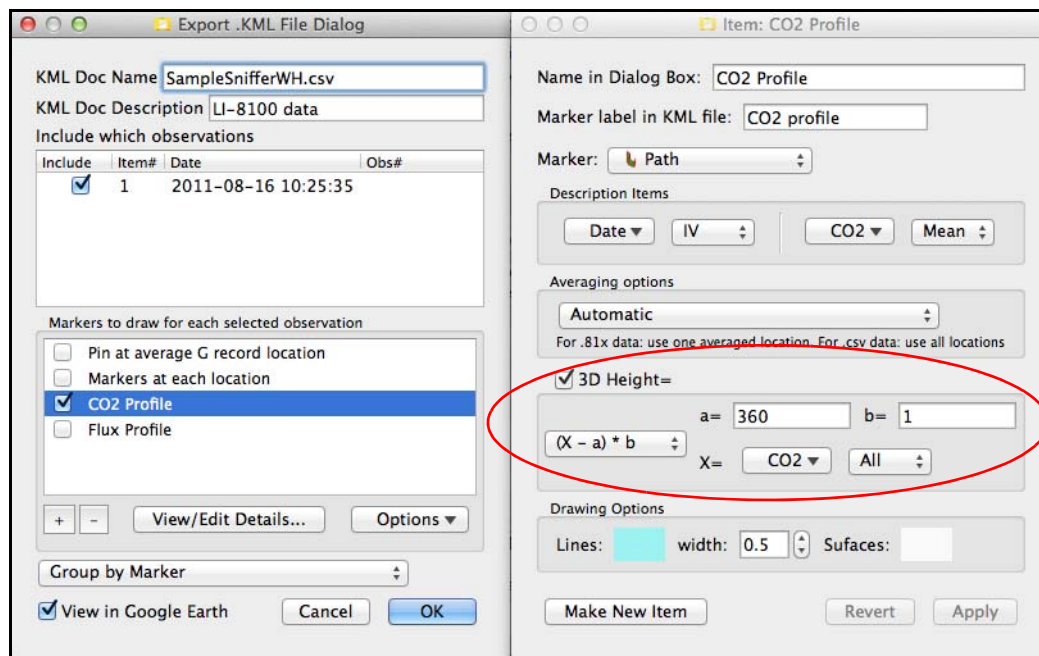 Export .KML File Dialog
KML Doc Name SampleSnifferWH.csv
KML Doc Description LI-8100 data
Include which observations
Include Item# Date Obs#
1 2011-08-16 10:25:35
Markers to draw for each selected observation
Pin at average G record location
Markers at each location
CO2 Profile
Flux Profile
+ - View/Edit Details... Options
Group by Marker
View in Google Earth Cancel OK
Item: CO2 Profile
Name in Dialog Box: CO2 Profile
Marker label in KML file: CO2 profile
Marker: Path
Description Items
Date IV CO2 Mean
Averaging options
Automatic
For .81x data: use one averaged location. For .csv data: use all locations
3D Height=
a= 360 b= 1
(X - a) * b
X= CO2 All
Drawing Options
Lines: width: 0.5 Sufaces:
Make New Item Revert Apply